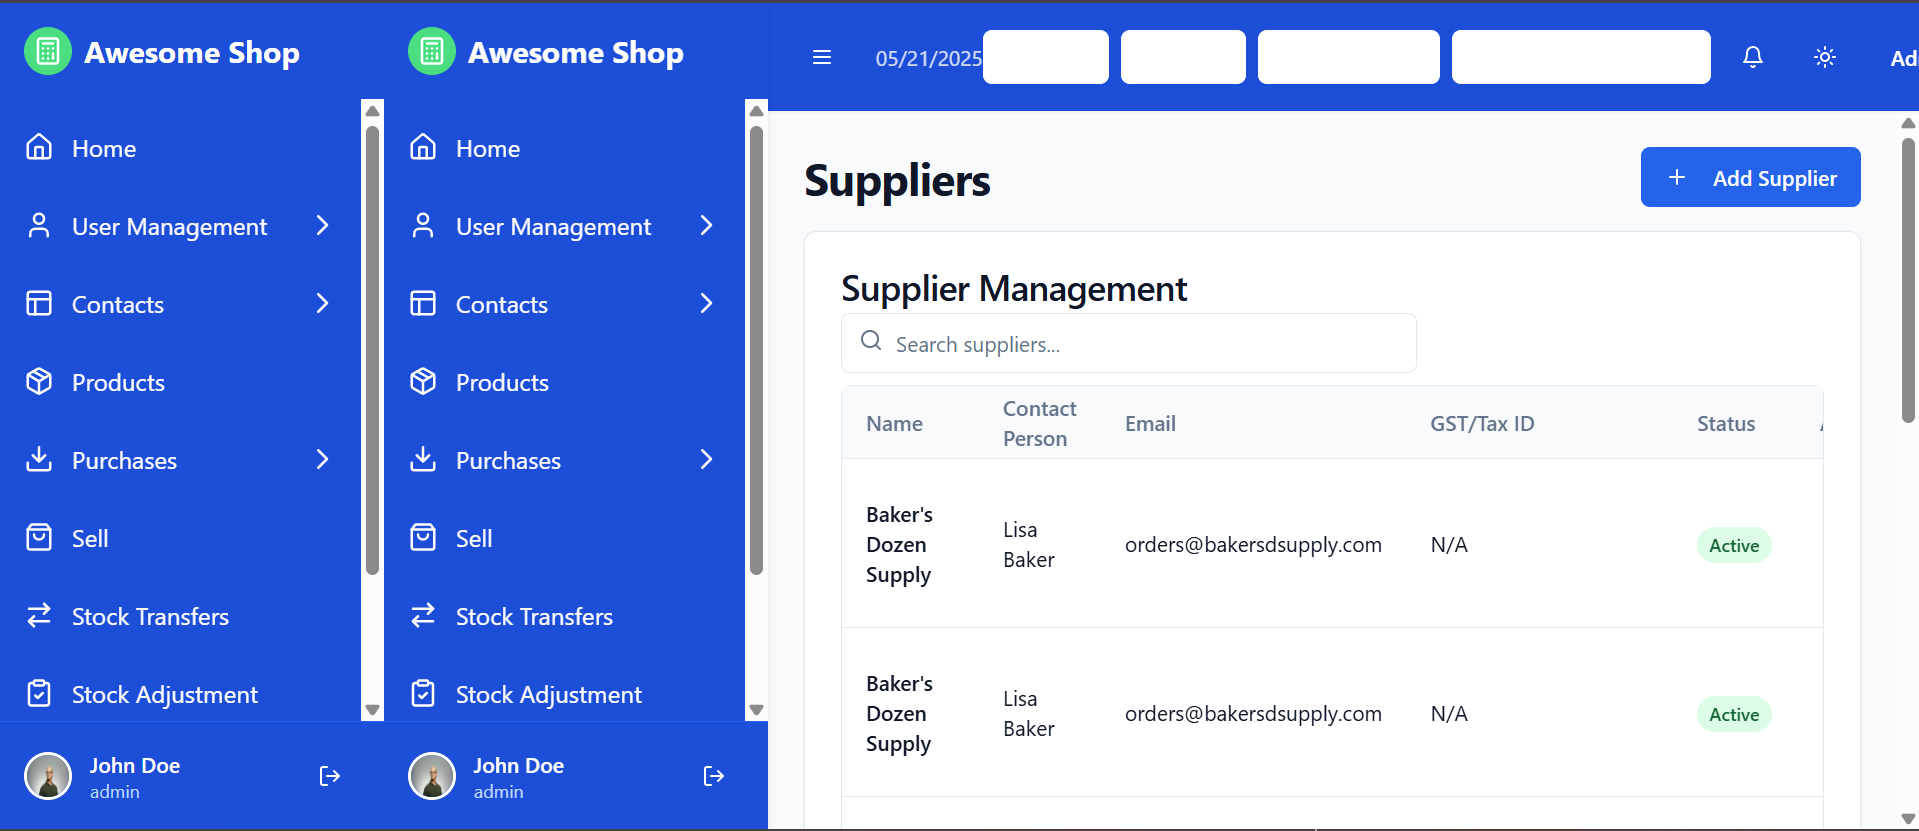 Awesome Shop
Home
User Management
Contacts
Products
Purchases
Sell
Stock Transfers
Stock Adjustment
John Doe
admin
Awesome Shop
Home
User Management
Contacts
Products
Purchases
Sell
Stock Transfers
Stock Adjustment
John Doe
admin
05/21/2025
Suppliers
Add Supplier
Supplier Management
Search suppliers...
Name
Contact
Person
Email
GST/Tax ID
Status
Baker's
Dozen
Supply
Lisa
Baker
orders@bakersdsupply.com
N/A
Active
Baker's
Dozen
Supply
Lisa
Baker
orders@bakersdsupply.com
N/A
Active